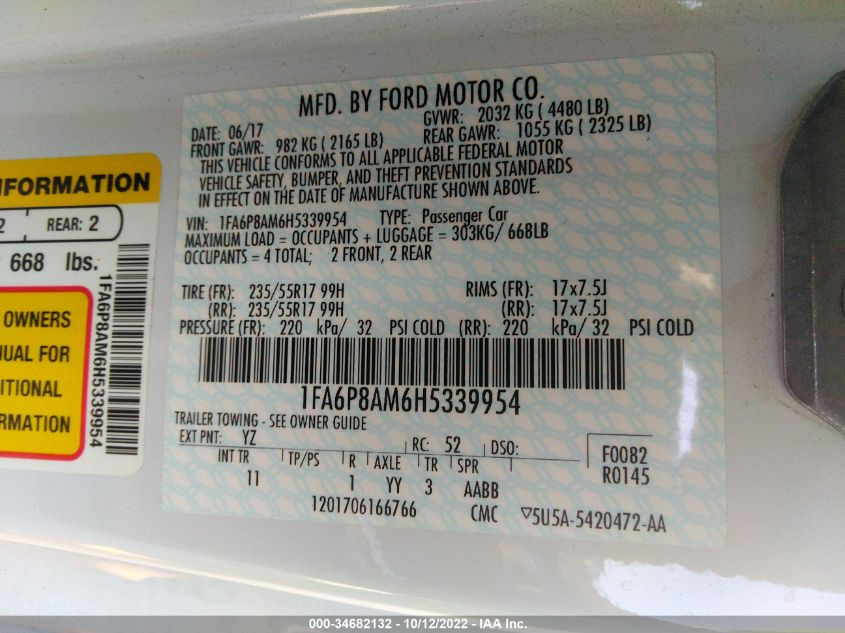 MFD. BY FORD MOTOR CO.
DATE: 06/17 GVWR: 2032 KG ( 4480 LB)
FRONT GAWR: 982 KG ( 2165 LB) REAR GAWR: 1055 KG ( 2325 LB)
THIS VEHICLE CONFORMS TO ALL APPLICABLE FEDERAL MOTOR
VEHICLE SAFETY, BUMPER, AND THEFT PREVENTION STANDARDS
IN EFFECT ON THE DATE OF MANUFACTURE SHOWN ABOVE.
VIN: 1FA6P8AM6H5339954 TYPE: Passenger Car
MAXIMUM LOAD = OCCUPANTS + LUGGAGE = 303KG/ 668LB
OCCUPANTS = 4 TOTAL; 2 FRONT, 2 REAR
TIRE (FR): 235/55R17 99H RIMS (FR): 17x7.5J
(RR): 235/55R17 99H (RR): 17x7.5J
PRESSURE (FR): 220 kPa/ 32 PSI COLD (RR): 220 kPa/ 32 PSI COLD
1FA6P8AM6H5339954
TRAILER TOWING - SEE OWNER GUIDE
EXT PNT: YZ RC: 52 DSO:
INT TR TP/PS R AXLE TR SPR
11 1 YY 3 AABB
F0082
R0145
1201706166766 CMC ▽5U5A-5420472-AA
NFORMATION
2 REAR: 2
668 lbs.
1FA6P8AM6H5339954
OWNERS
UAL FOR
ITIONAL
RMATION
000-34682132 - 10/12/2022 - IAA Inc.